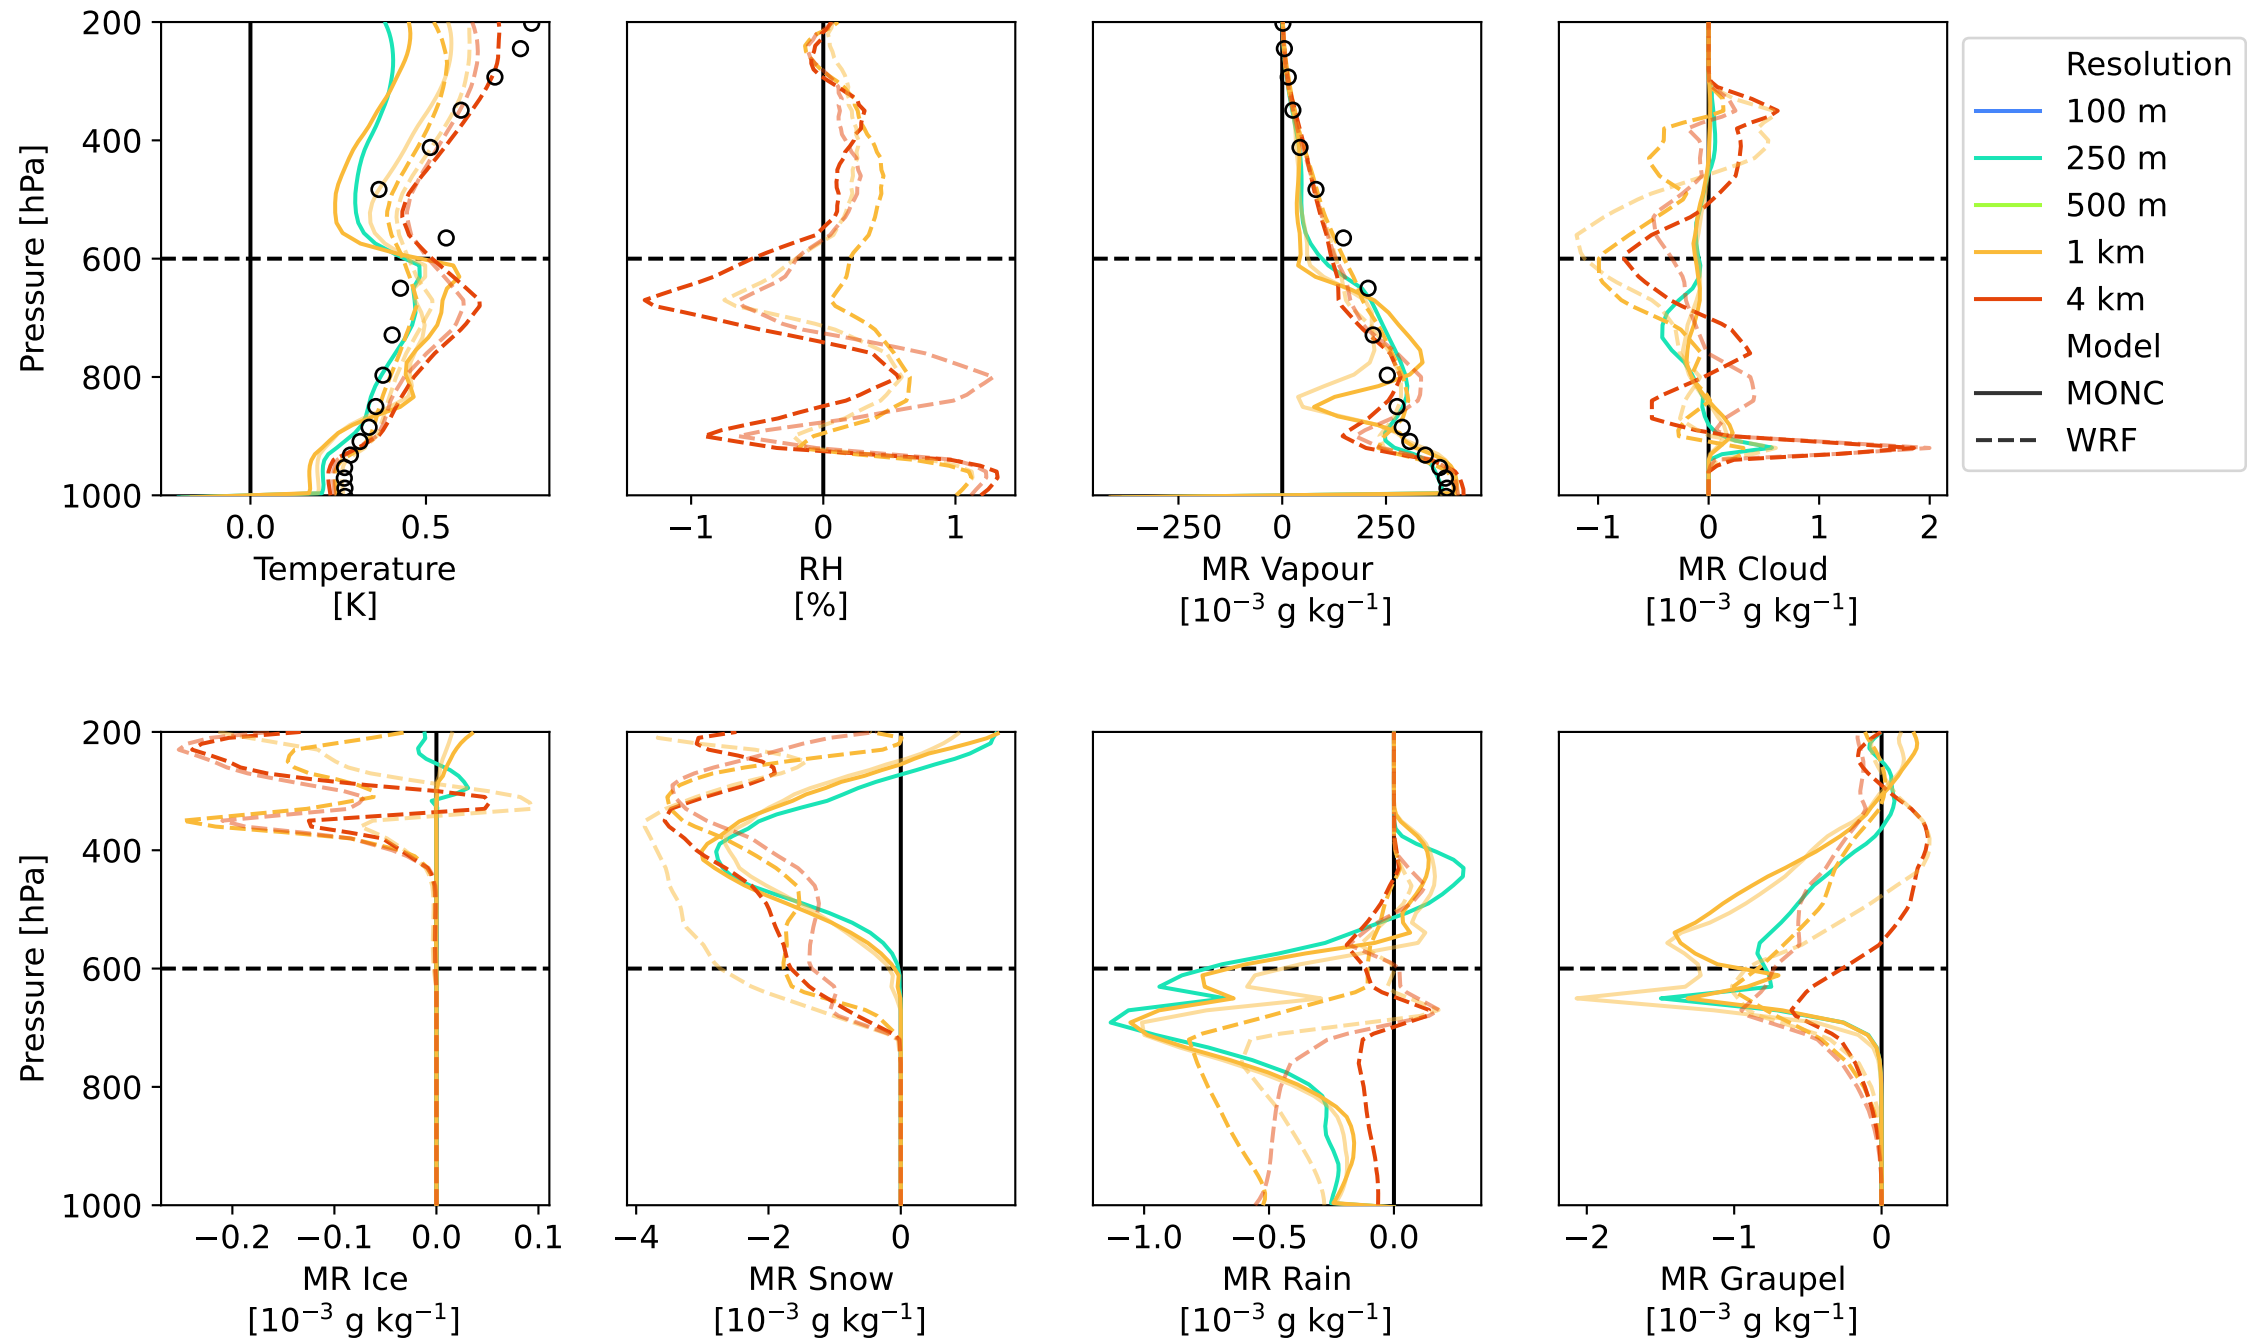 200
400
600
800
1000
Pressure [hPa]
0.0 0.5
Temperature
[K]
−1 0 1
RH
[%]
−250 0 250
MR Vapour
[10⁻³ g kg⁻¹]
−1 0 1 2
MR Cloud
[10⁻³ g kg⁻¹]
Resolution
100 m
250 m
500 m
1 km
4 km
Model
MONC
WRF
200
400
600
800
1000
Pressure [hPa]
−0.2 −0.1 0.0 0.1
MR Ice
[10⁻³ g kg⁻¹]
−4 −2 0
MR Snow
[10⁻³ g kg⁻¹]
−1.0 −0.5 0.0
MR Rain
[10⁻³ g kg⁻¹]
−2 −1 0
MR Graupel
[10⁻³ g kg⁻¹]